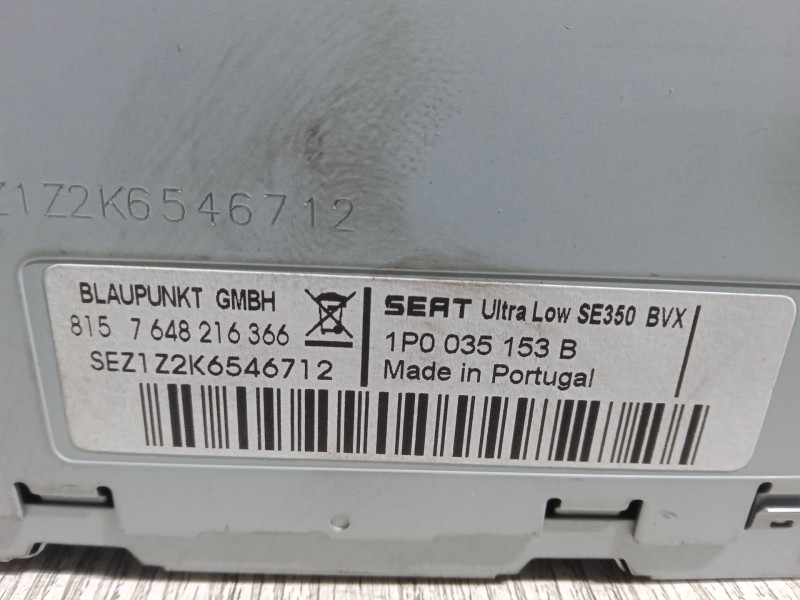 Z1Z2K6546712
BLAUPUNKT GMBH
815 7 648 216 366
SEZ1Z2K6546712
SEAT Ultra Low SE350 BVX
1P0 035 153 B
Made in Portugal